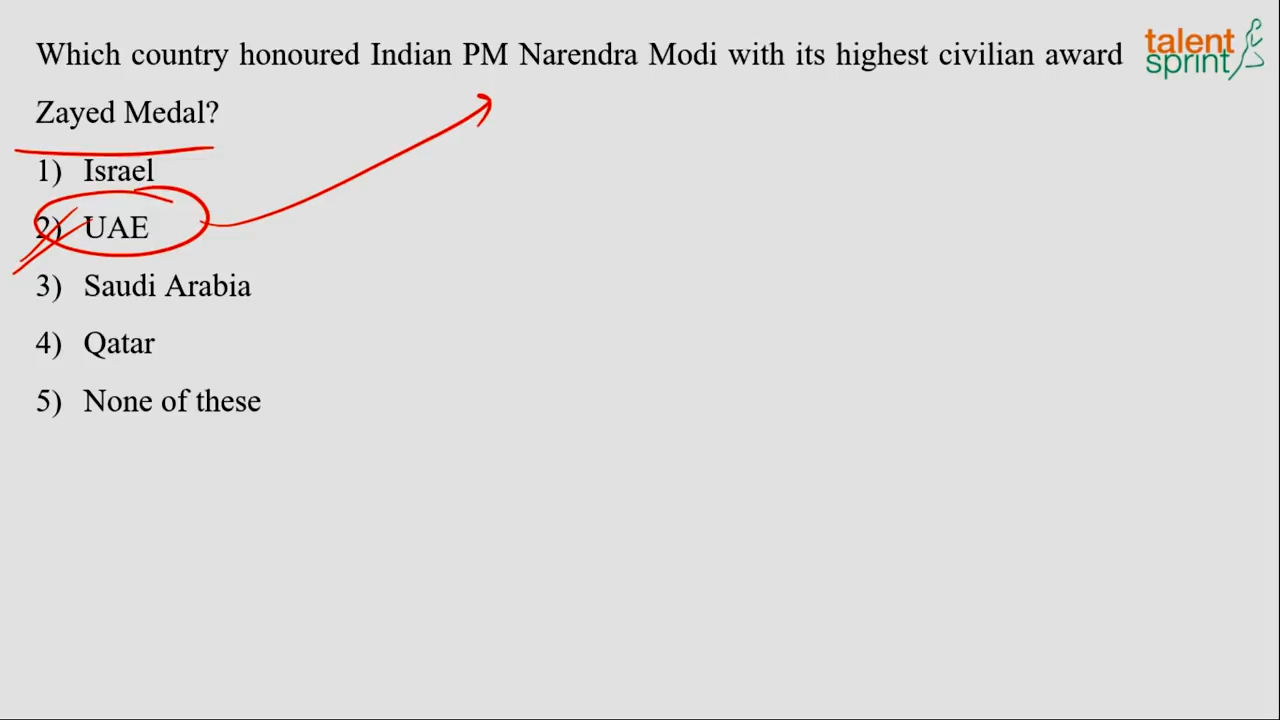 Which country honoured Indian PM Narendra Modi with its highest civilian award
Zayed Medal?
1) Israel
2) UAE
3) Saudi Arabia
4) Qatar
5) None of these
talent
sprint